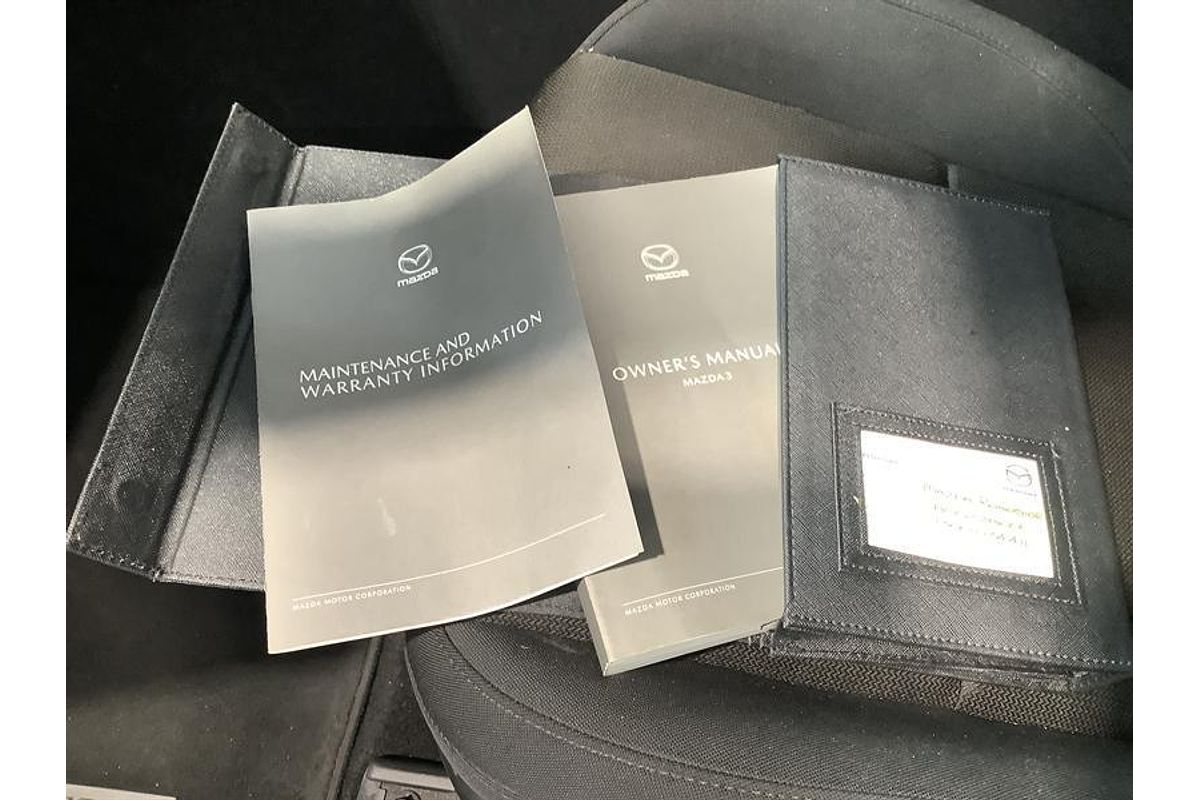 mazda
MAINTENANCE AND
WARRANTY INFORMATION
MAZDA MOTOR CORPORATION
mazda
OWNER'S MANUAL
MAZDA3
MAZDA MOTOR CORPORATION